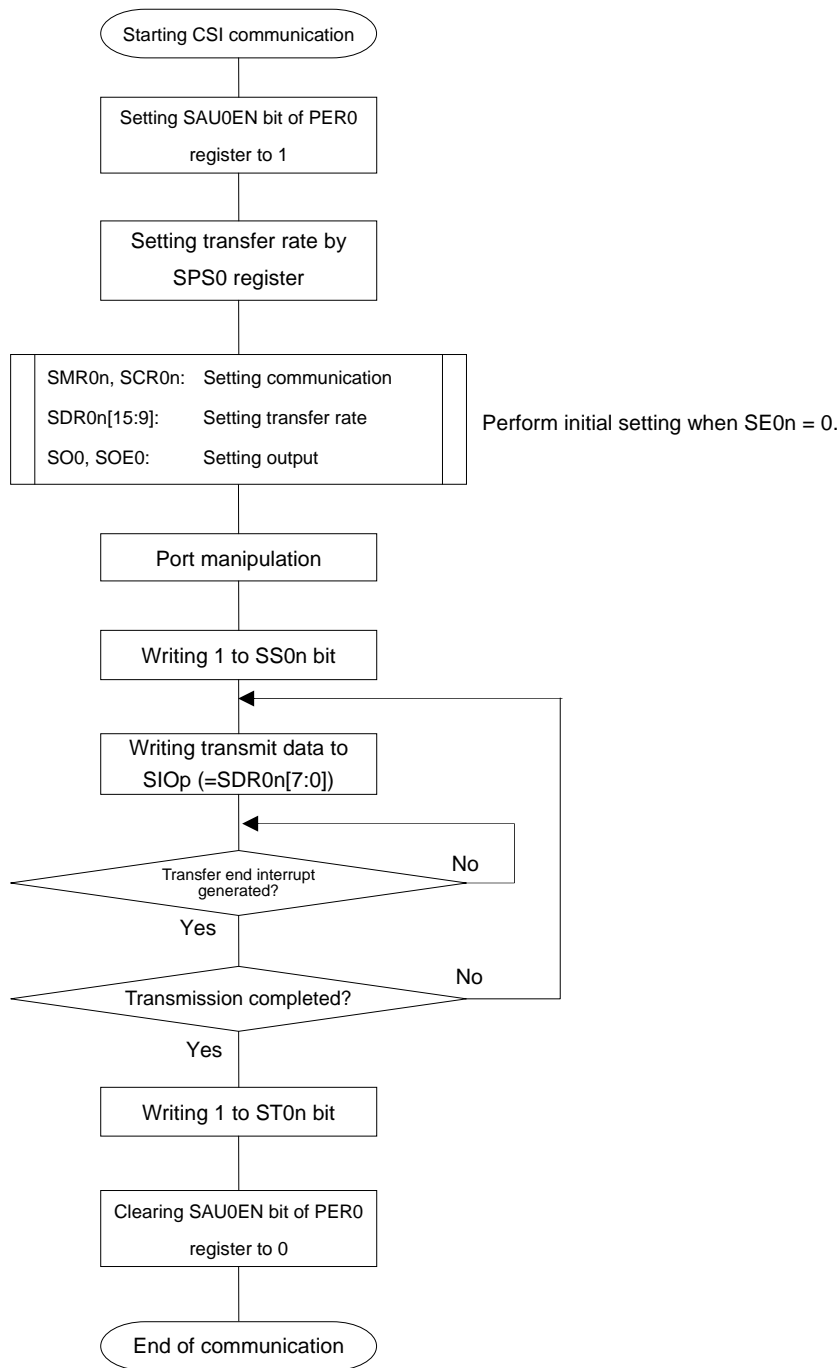 Starting CSI communication
Setting SAU0EN bit of PER0
register to 1
Setting transfer rate by
SPS0 register
SMR0n, SCR0n: Setting communication
SDR0n[15:9]: Setting transfer rate
SO0, SOE0: Setting output
Perform initial setting when SE0n = 0.
Port manipulation
Writing 1 to SS0n bit
Writing transmit data to
SIOp (=SDR0n[7:0])
Transfer end interrupt
generated?
No
Yes
Transmission completed?
No
Yes
Writing 1 to ST0n bit
Clearing SAU0EN bit of PER0
register to 0
End of communication